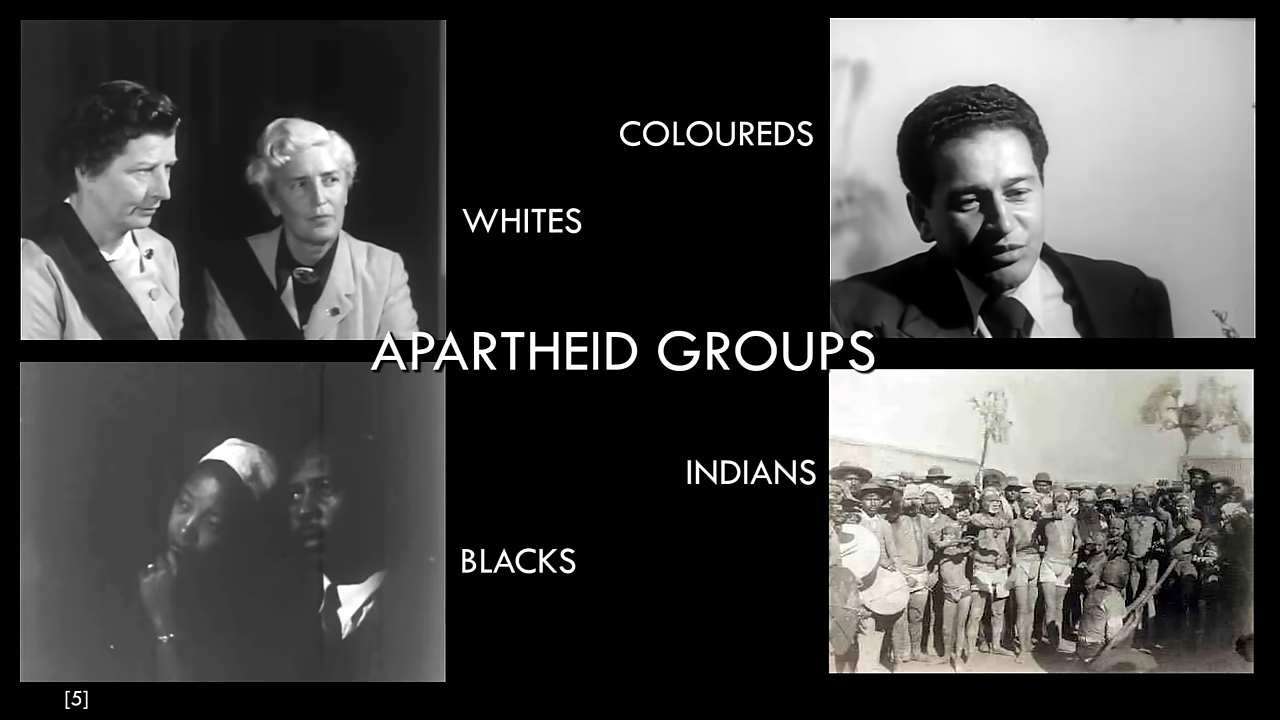 COLOUREDS
WHITES
APARTHEID GROUPS
INDIANS
BLACKS
[5]